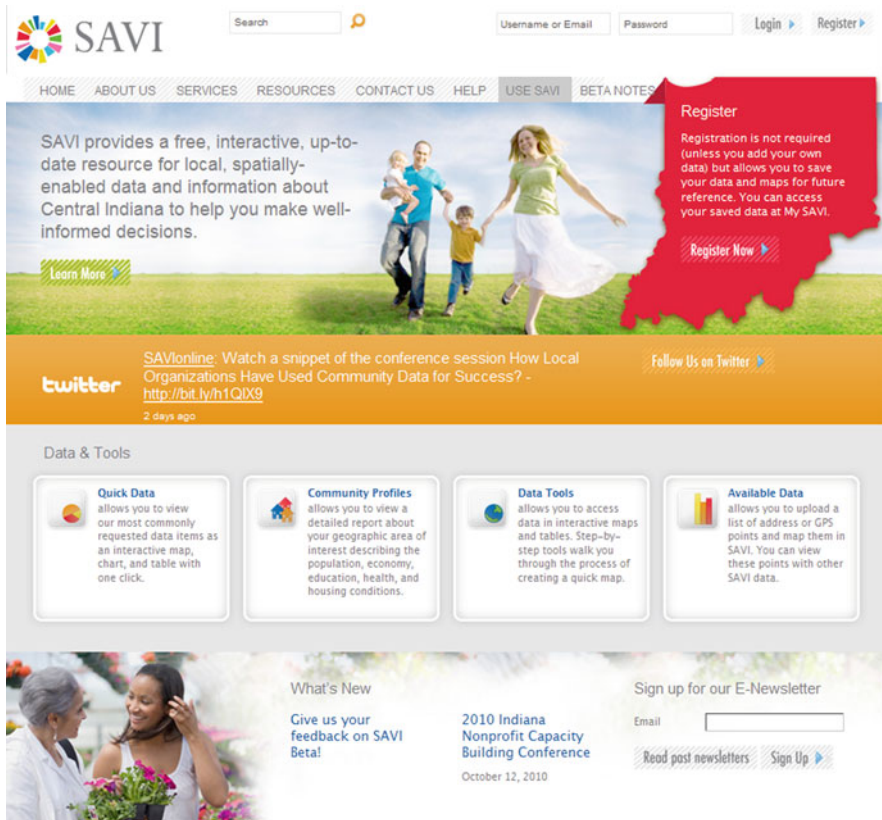 SAVI
Search
Username or Email
Password
Login
Register
HOME ABOUT US SERVICES RESOURCES CONTACT US HELP USE SAVI BETA NOTES
SAVI provides a free, interactive, up-to-
date resource for local, spatially-
enabled data and information about
Central Indiana to help you make well-
informed decisions.
Learn More
Register
Registration is not required
(unless you add your own
data) but allows you to save
your data and maps for future
reference. You can access
your saved data at My SAVI.
Register Now
twitter
SAVIonline: Watch a snippet of the conference session How Local
Organizations Have Used Community Data for Success? -
http://bit.ly/h1QIX9
2 days ago
Follow Us on Twitter
Data & Tools
Quick Data
allows you to view
our most commonly
requested data items as
an interactive map,
chart, and table with
one click.
Community Profiles
allows you to view a
detailed report about
your geographic area of
interest describing the
population, economy,
education, health, and
housing conditions.
Data Tools
allows you to access
data in interactive maps
and tables. Step-by-
step tools walk you
through the process of
creating a quick map.
Available Data
allows you to upload a
list of address or GPS
points and map them in
SAVI. You can view
these points with other
SAVI data.
What's New
Give us your
feedback on SAVI
Beta!
2010 Indiana
Nonprofit Capacity
Building Conference
October 12, 2010
Sign up for our E-Newsletter
Email
Read past newsletters
Sign Up